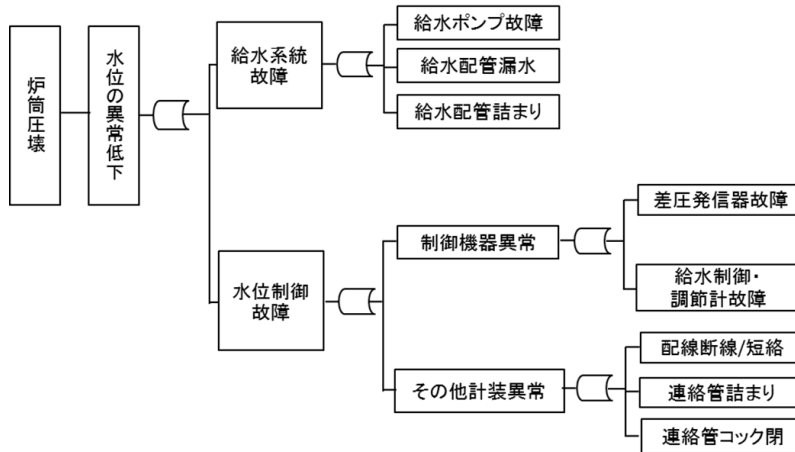 炉筒圧壊
水位の異常低下
給水系統
故障
給水ポンプ故障
給水配管漏水
給水配管詰まり
水位制御
故障
制御機器異常
差圧発信器故障
給水制御・
調節計故障
その他計装異常
配線断線/短絡
連絡管詰まり
連絡管コック閉